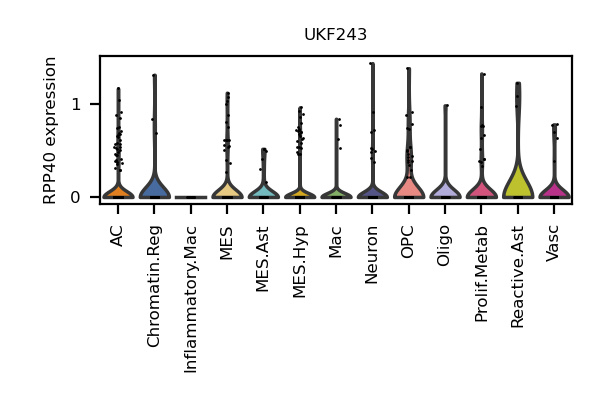 UKF243
RPP40 expression
1
0
AC
Chromatin.Reg
Inflammatory.Mac
MES
MES.Ast
MES.Hyp
Mac
Neuron
OPC
Oligo
Prolif.Metab
Reactive.Ast
Vasc